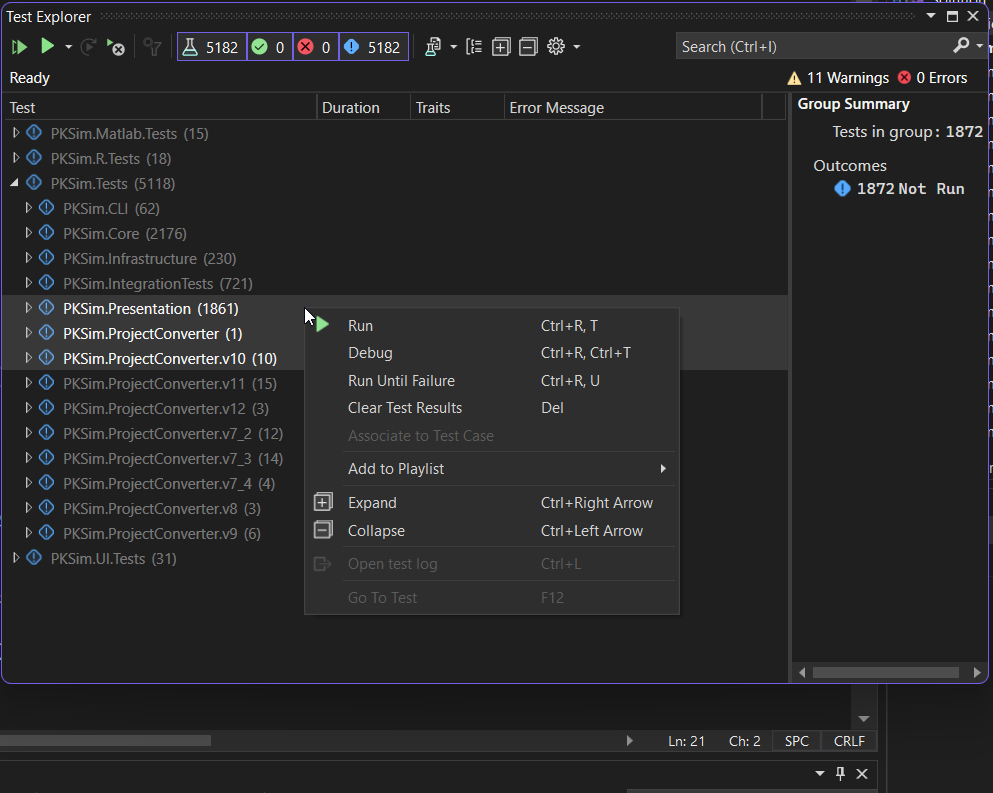 Test Explorer
5182 0 0 5182
Search (Ctrl+I)
Ready
11 Warnings 0 Errors
Test Duration Traits Error Message
Group Summary
PKSim.Matlab.Tests (15)
Tests in group: 1872
PKSim.R.Tests (18)
Outcomes
PKSim.Tests (5118)
1872 Not Run
PKSim.CLI (62)
PKSim.Core (2176)
PKSim.Infrastructure (230)
PKSim.IntegrationTests (721)
PKSim.Presentation (1861)
PKSim.ProjectConverter (1)
PKSim.ProjectConverter.v10 (10)
PKSim.ProjectConverter.v11 (15)
PKSim.ProjectConverter.v12 (3)
PKSim.ProjectConverter.v7_2 (12)
PKSim.ProjectConverter.v7_3 (14)
PKSim.ProjectConverter.v7_4 (4)
PKSim.ProjectConverter.v8 (3)
PKSim.ProjectConverter.v9 (6)
PKSim.UI.Tests (31)
Run Ctrl+R, T
Debug Ctrl+R, Ctrl+T
Run Until Failure Ctrl+R, U
Clear Test Results Del
Associate to Test Case
Add to Playlist
Expand Ctrl+Right Arrow
Collapse Ctrl+Left Arrow
Open test log Ctrl+L
Go To Test F12
Ln: 21 Ch: 2 SPC CRLF